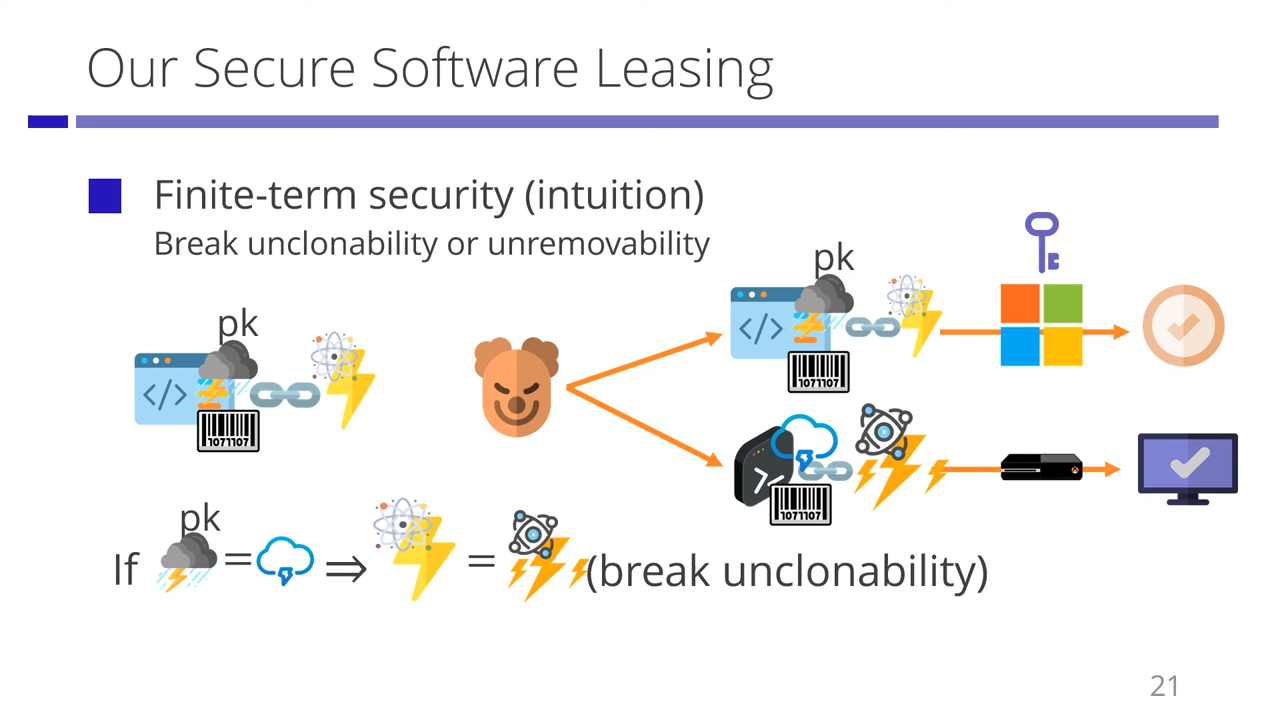 Our Secure Software Leasing
Finite-term security (intuition)
Break unclonability or unremovability
pk
</>
1071107
pk
</>
1071107
1071107
pk
If = ⇒ = (break unclonability)
21